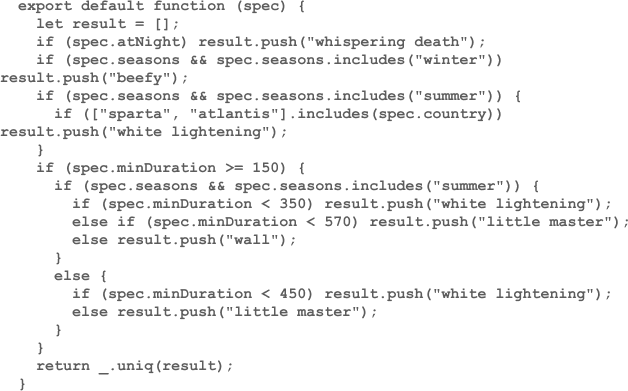 export default function (spec) {
let result = [];
if (spec.atNight) result.push("whispering death");
if (spec.seasons && spec.seasons.includes("winter"))
result.push("beefy");
if (spec.seasons && spec.seasons.includes("summer")) {
if (["sparta", "atlantis"].includes(spec.country))
result.push("white lightening");
}
if (spec.minDuration >= 150) {
if (spec.seasons && spec.seasons.includes("summer")) {
if (spec.minDuration < 350) result.push("white lightening");
else if (spec.minDuration < 570) result.push("little master");
else result.push("wall");
}
else {
if (spec.minDuration < 450) result.push("white lightening");
else result.push("little master");
}
}
return _.uniq(result);
}